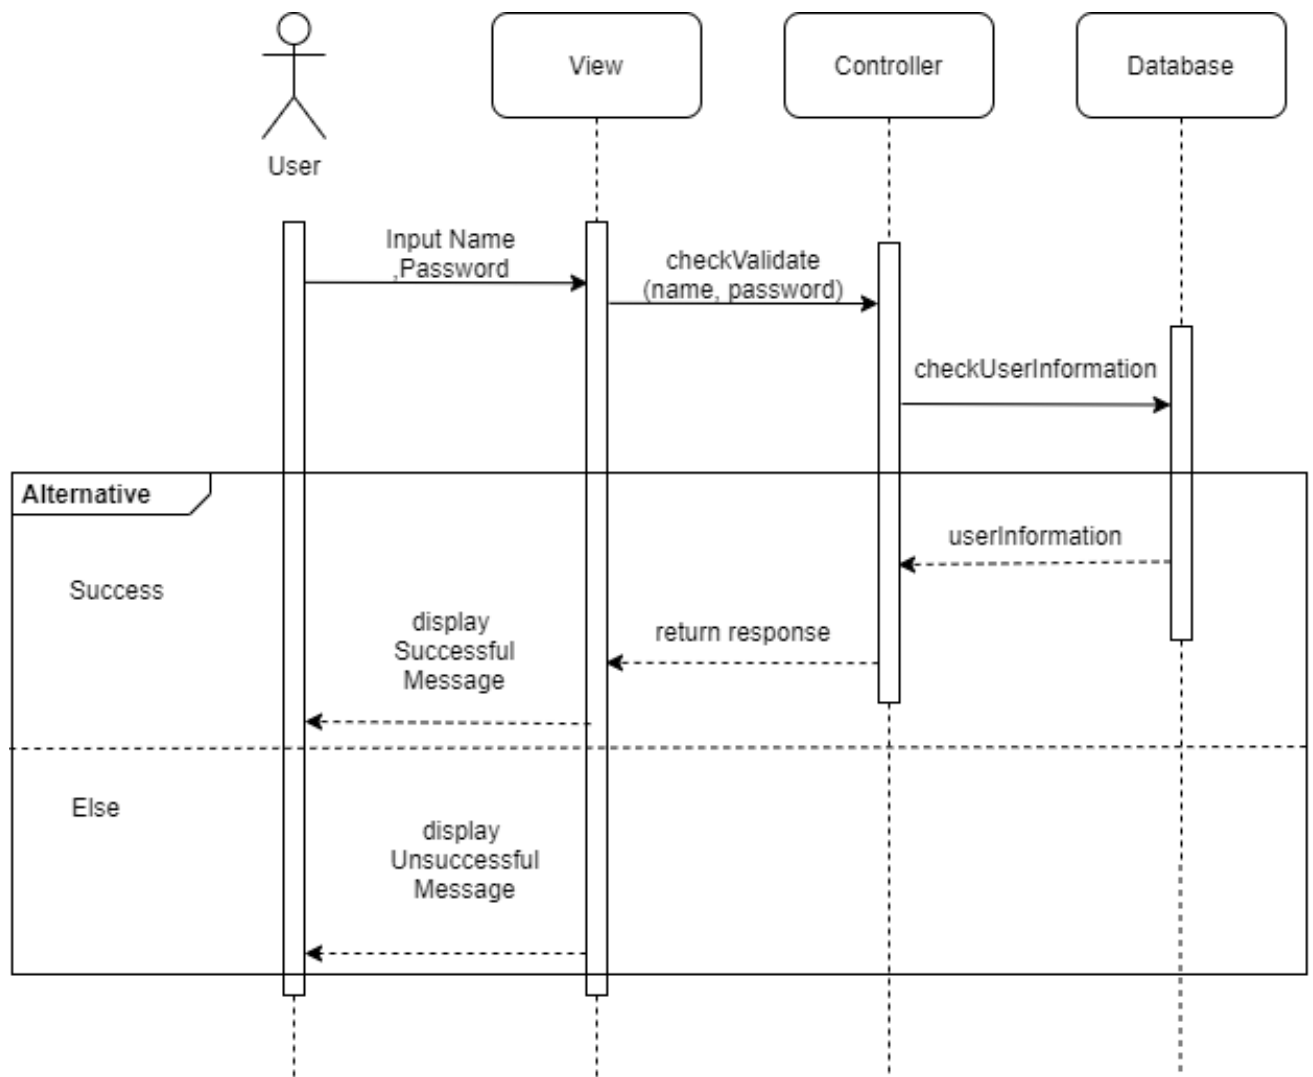 User
View
Controller
Database
Input Name
,Password
checkValidate
(name, password)
checkUserInformation
Alternative
userInformation
Success
display
Successful
Message
return response
Else
display
Unsuccessful
Message